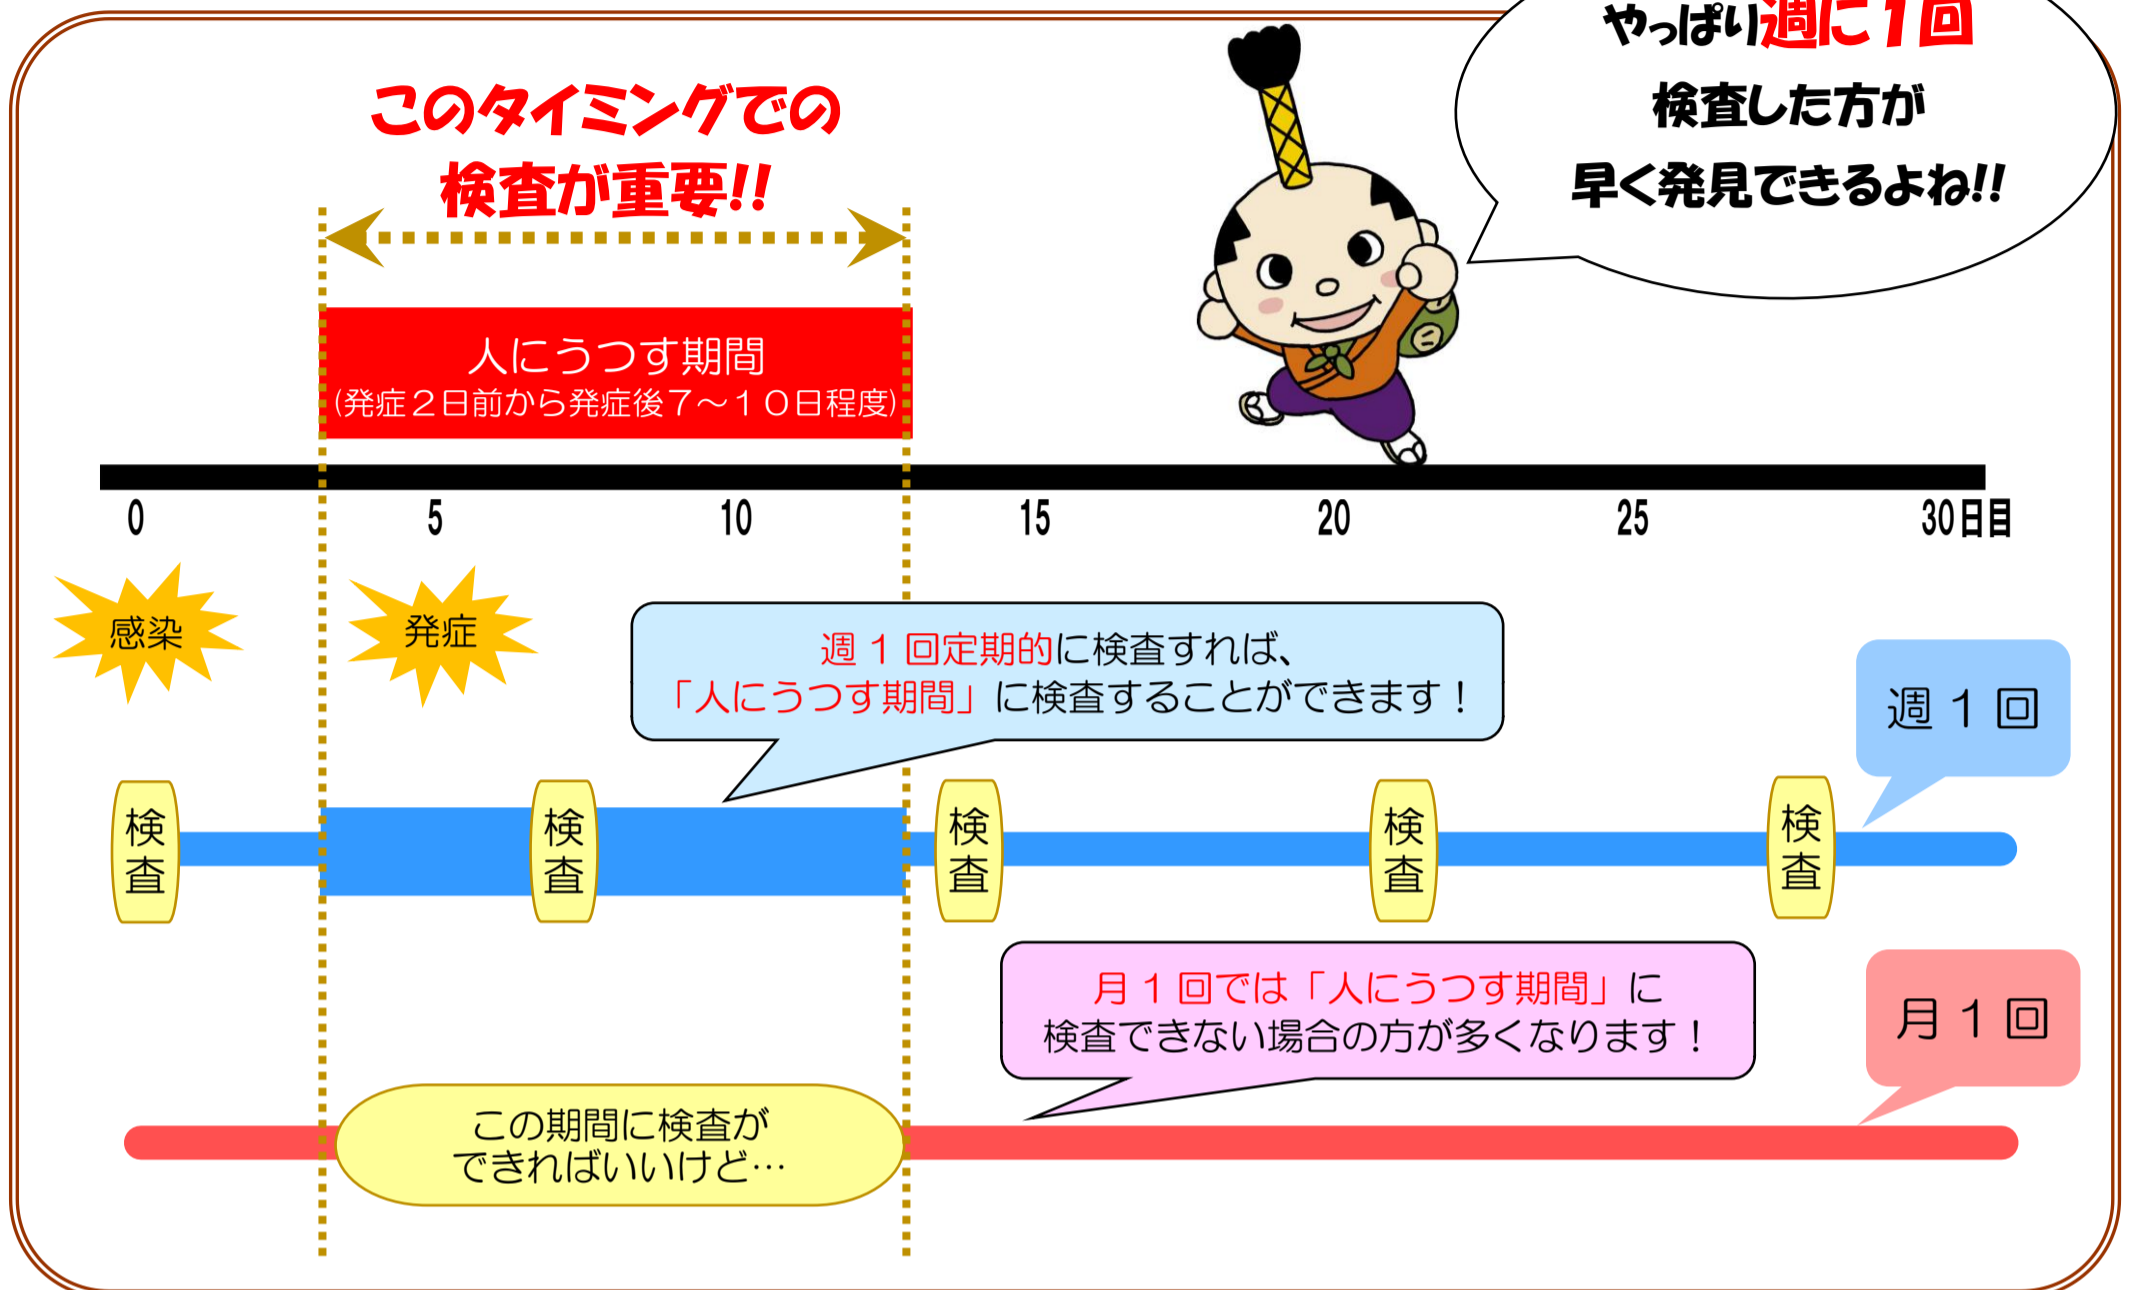 やっぱり週に1回
検査した方が
早く発見できるよね!!
このタイミングでの
検査が重要!!
人にうつす期間
(発症２日前から発症後７～１０日程度)
0 5 10 15 20 25 30日目
感染
発症
週１回定期的に検査すれば、
「人にうつす期間」に検査することができます！
週１回
検査
検査
検査
検査
検査
月１回では「人にうつす期間」に
検査できない場合の方が多くなります！
月１回
この期間に検査が
できればいいけど…